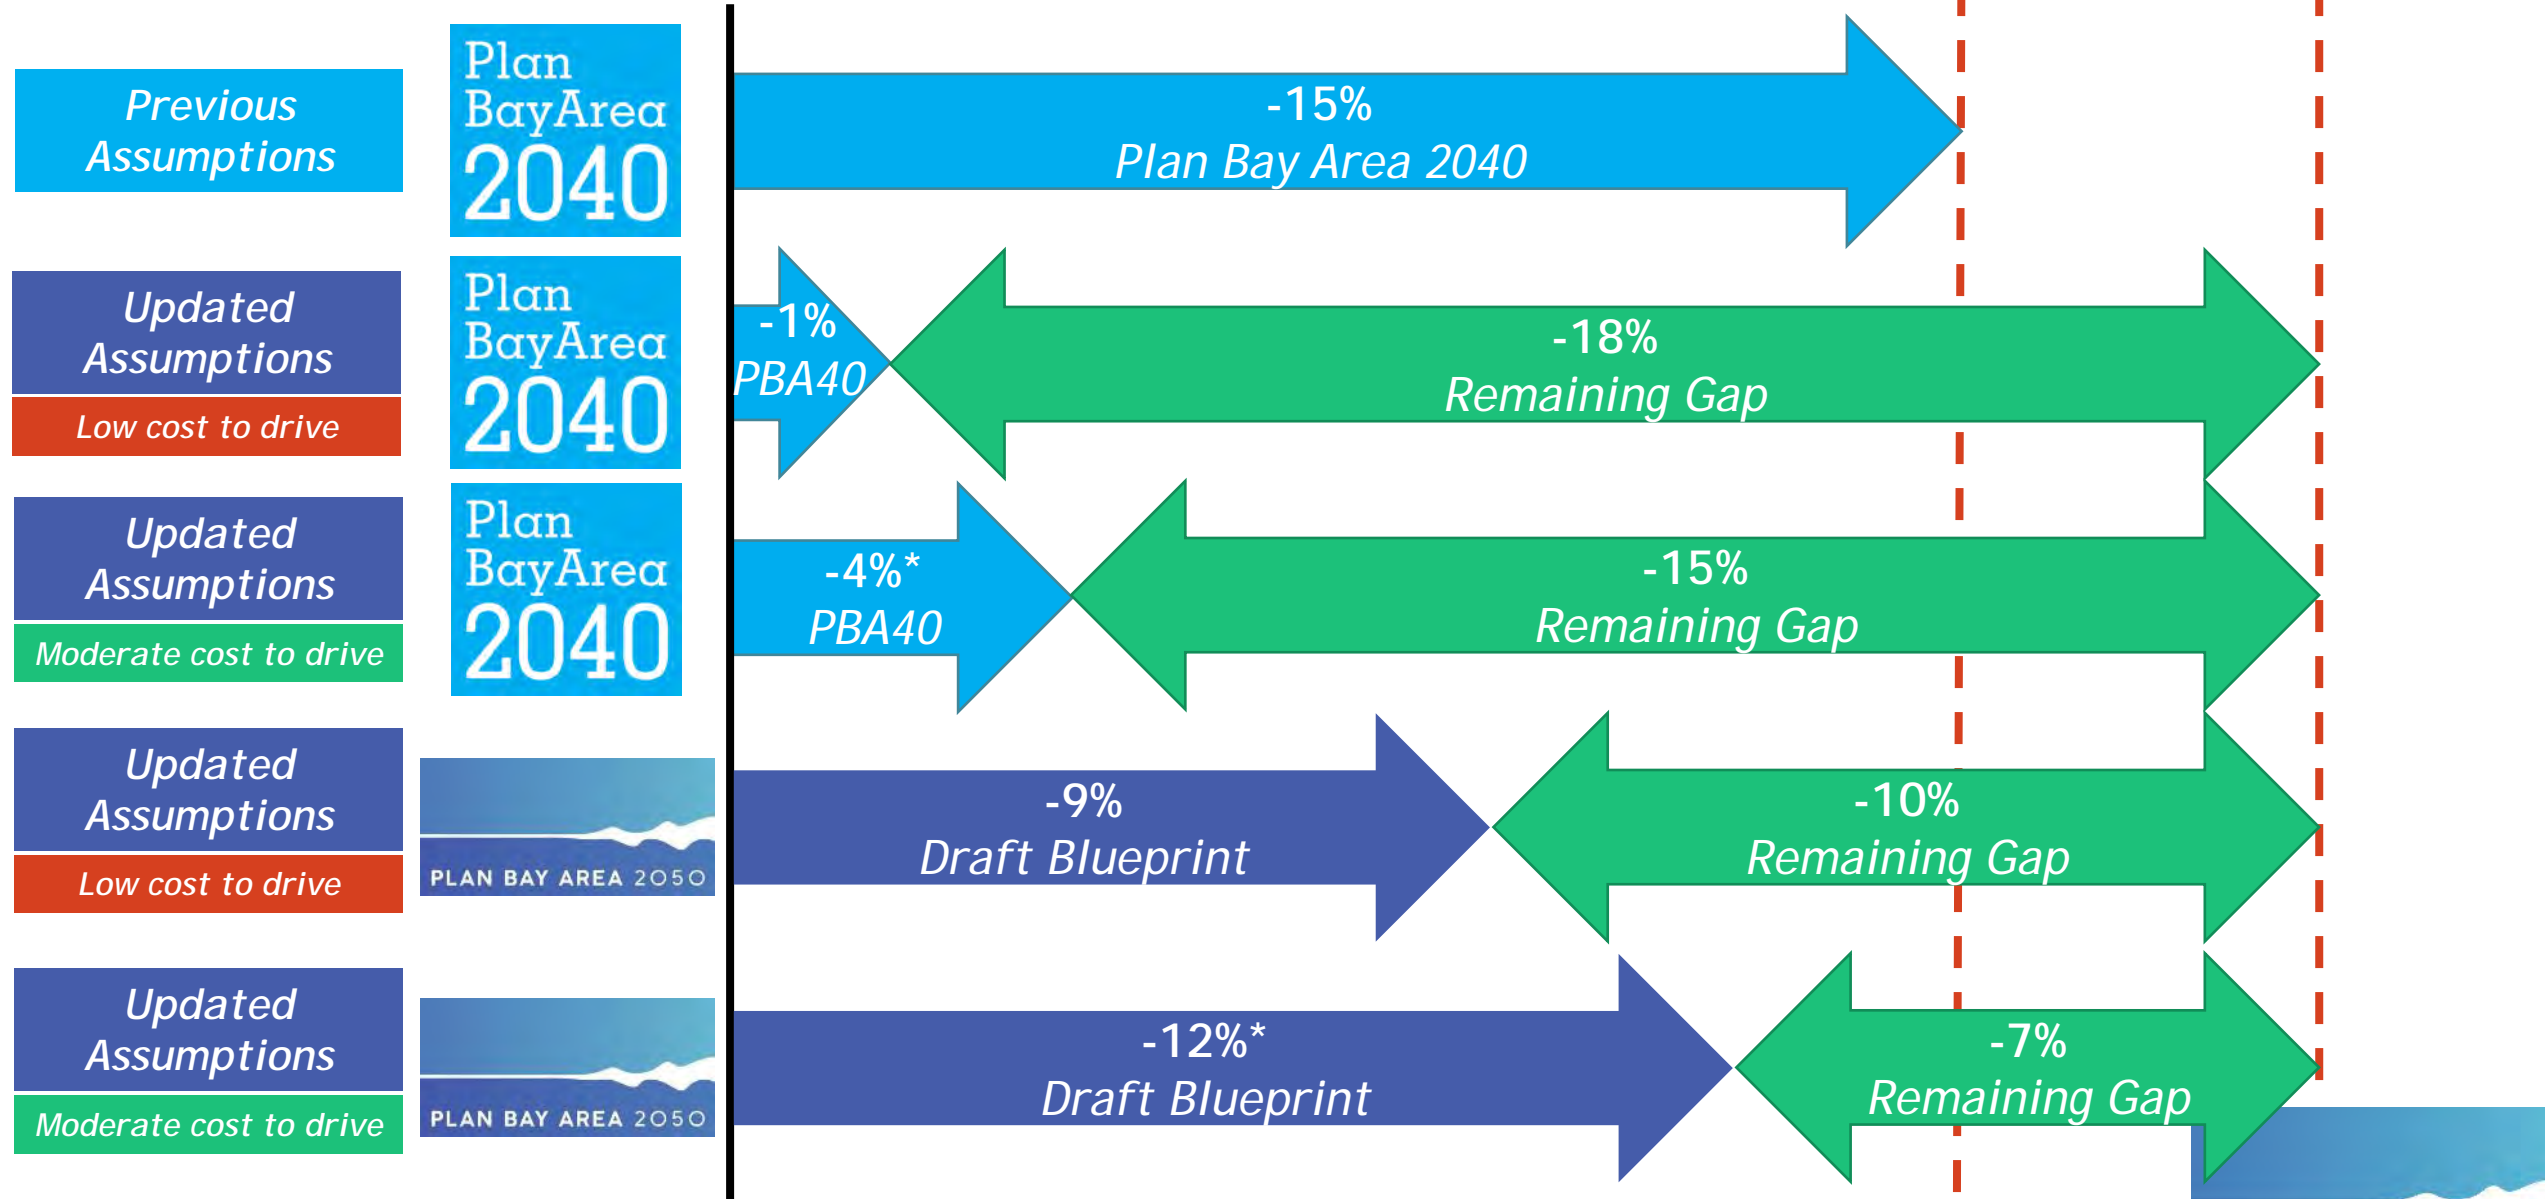 Previous
Assumptions
Plan
BayArea
2040
-15%
Plan Bay Area 2040
Updated
Assumptions
Low cost to drive
Plan
BayArea
2040
-1%
PBA40
-18%
Remaining Gap
Updated
Assumptions
Moderate cost to drive
Plan
BayArea
2040
-4%*
PBA40
-15%
Remaining Gap
Updated
Assumptions
Low cost to drive
PLAN BAY AREA 2050
-9%
Draft Blueprint
-10%
Remaining Gap
Updated
Assumptions
Moderate cost to drive
PLAN BAY AREA 2050
-12%*
Draft Blueprint
-7%
Remaining Gap